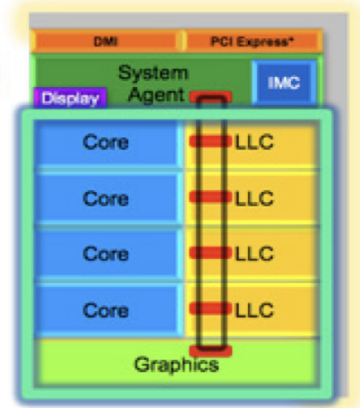 DMI PCI Express*
System
Agent
IMC
Display
Core LLC
Core LLC
Core LLC
Core LLC
Graphics